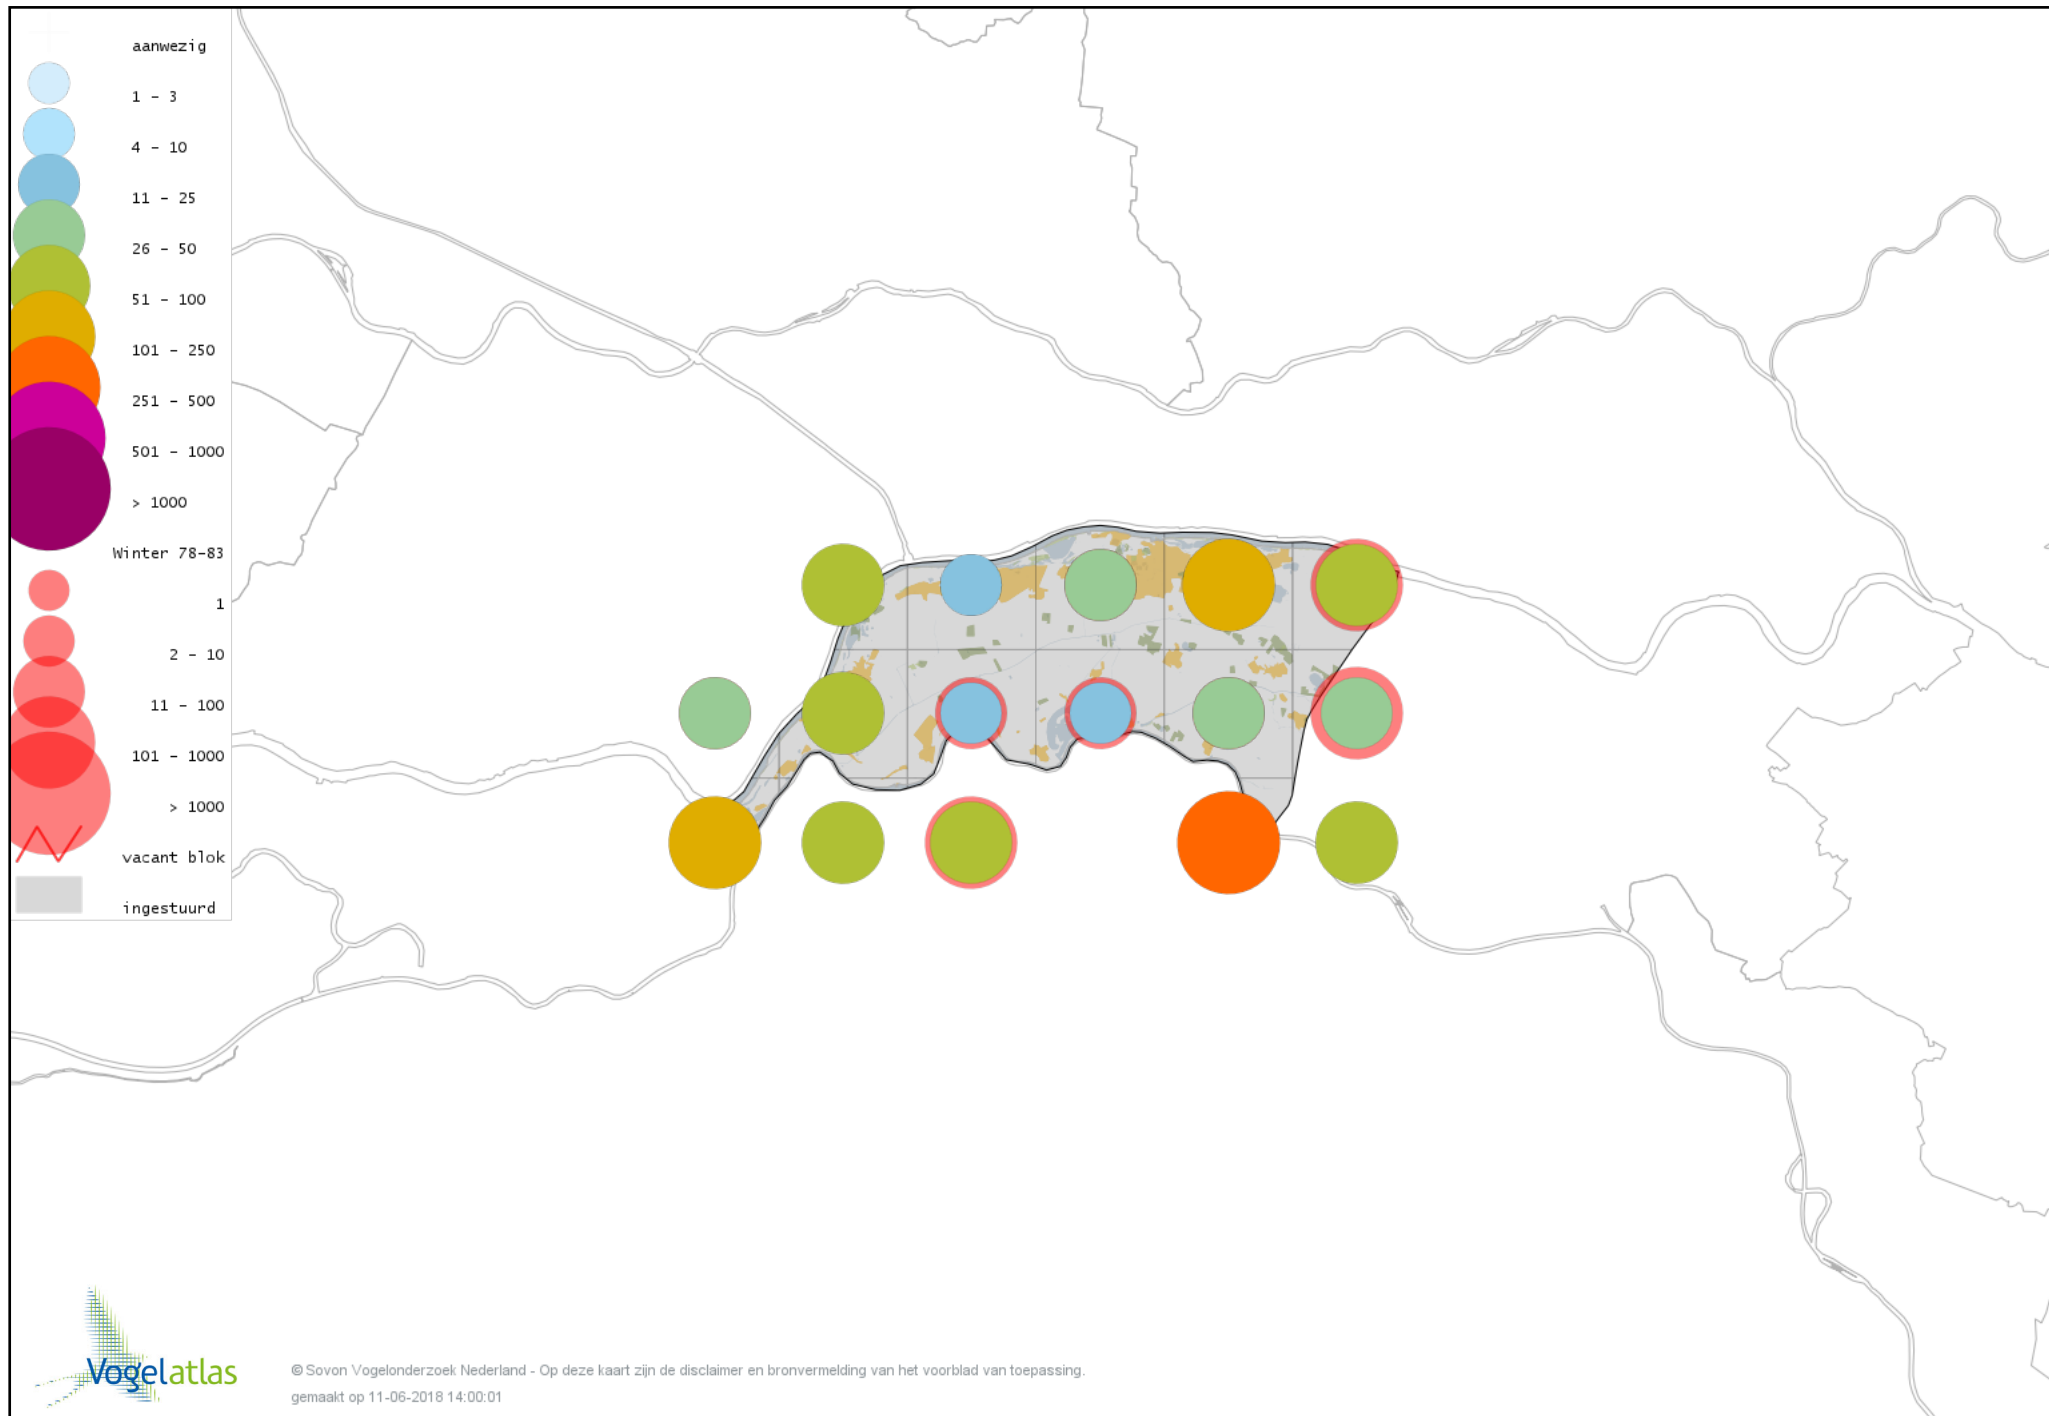 aanwezig
1 - 3
4 - 10
11 - 25
26 - 50
51 - 100
101 - 250
251 - 500
501 - 1000
> 1000
Winter 78-83
1
2 - 10
11 - 100
101 - 1000
> 1000
vacant blok
ingestuurd
Vogelatlas
© Sovon Vogelonderzoek Nederland - Op deze kaart zijn de disclaimer en bronvermelding van het voorblad van toepassing.
gemaakt op 11-06-2018 14:00:01